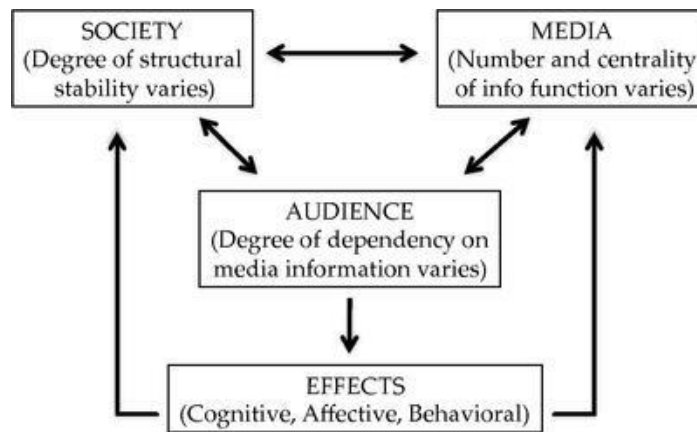 SOCIETY
(Degree of structural
stability varies)
MEDIA
(Number and centrality
of info function varies)
AUDIENCE
(Degree of dependency on
media information varies)
EFFECTS
(Cognitive, Affective, Behavioral)